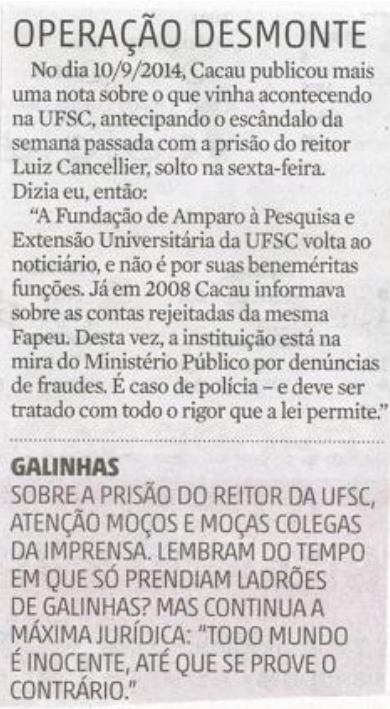 OPERAÇÃO DESMONTE
No dia 10/9/2014, Cacau publicou mais
uma nota sobre o que vinha acontecendo
na UFSC, antecipando o escândalo da
semana passada com a prisão do reitor
Luiz Cancellier, solto na sexta-feira.
Dizia eu, então:
“A Fundação de Amparo à Pesquisa e
Extensão Universitária da UFSC volta ao
noticiário, e não é por suas beneméritas
funções. Já em 2008 Cacau informava
sobre as contas rejeitadas da mesma
Fapeu. Desta vez, a instituição está na
mira do Ministério Público por denúncias
de fraudes. É caso de polícia – e deve ser
tratado com todo o rigor que a lei permite.”
GALINHAS
SOBRE A PRISÃO DO REITOR DA UFSC,
ATENÇÃO MOÇOS E MOÇAS COLEGAS
DA IMPRENSA. LEMBRAM DO TEMPO
EM QUE SÓ PRENDIAM LADRÕES
DE GALINHAS? MAS CONTINUA A
MÁXIMA JURÍDICA: “TODO MUNDO
É INOCENTE, ATÉ QUE SE PROVE O
CONTRÁRIO.”